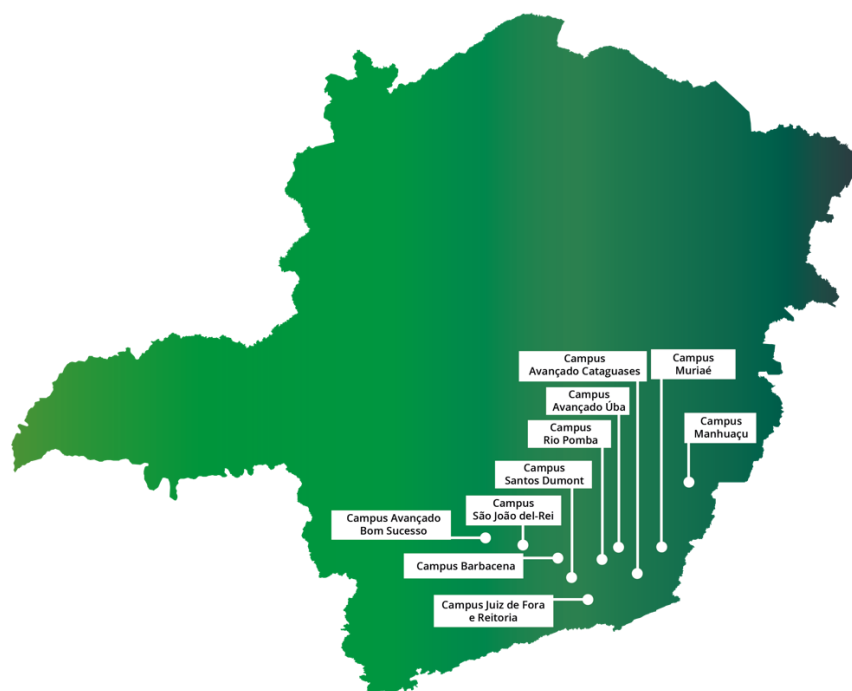 Campus
Avançado Cataguases
Campus
Muriaé
Campus
Avançado Úba
Campus
Rio Pomba
Campus
Manhuaçu
Campus
Santos Dumont
Campus
São João del-Rei
Campus Avançado
Bom Sucesso
Campus Barbacena
Campus Juiz de Fora
e Reitoria